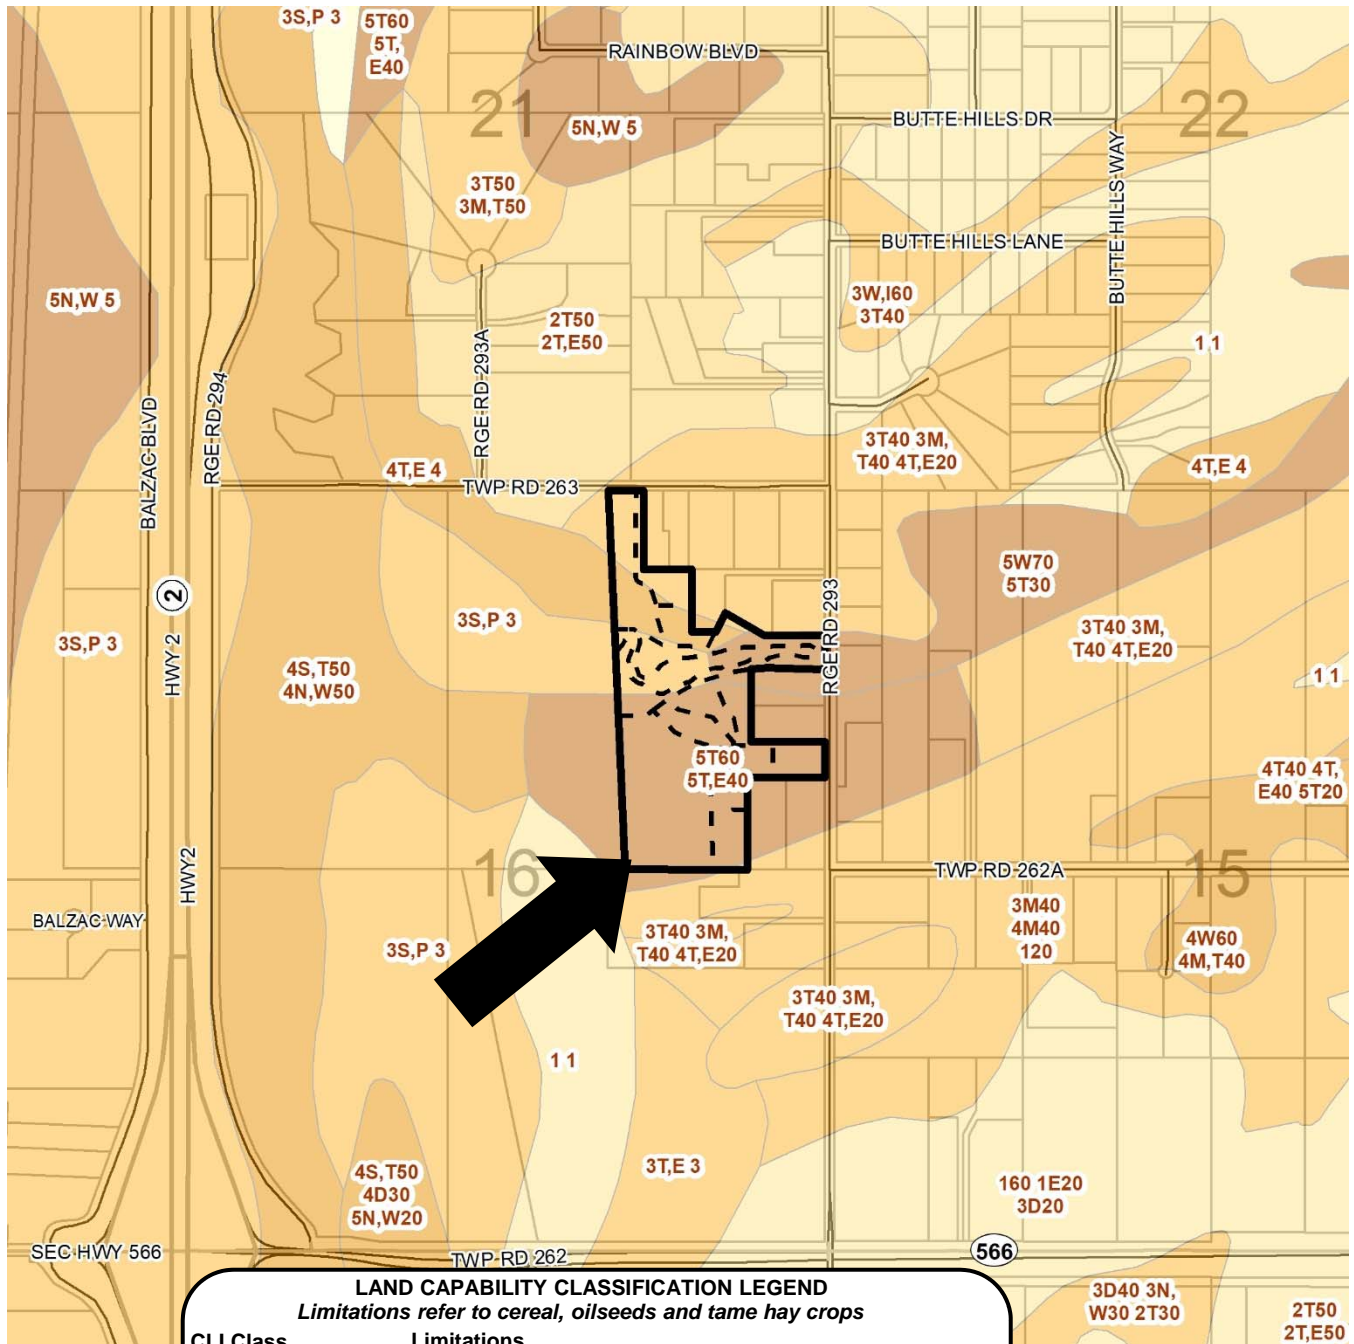 3S,P 3
5T60
5T,
E40
RAINBOW BLVD
21
5N,W 5
BUTTE HILLS DR
22
3T50
3M,T50
BUTTE HILLS WAY
BUTTE HILLS LANE
5N,W 5
3W,I60
3T40
2T50
2T,E50
1 1
RGE RD 293A
RGE RD 294
BALZAC BLVD
3T40 3M,
T40 4T,E20
4T,E 4
4T,E 4
TWP RD 263
5W70
5T30
2
HWY 2
3S,P 3
3S,P 3
RGE RD 293
3T40 3M,
T40 4T,E20
4S,T50
4N,W50
1 1
5T60
5T,E40
4T40 4T,
E40 5T20
HWY2
16
TWP RD 262A
15
BALZAC WAY
3S,P 3
3T40 3M,
T40 4T,E20
3M40
4M40
120
4W60
4M,T40
3T40 3M,
T40 4T,E20
1 1
3T,E 3
4S,T50
4D30
5N,W20
160 1E20
3D20
SEC HWY 566
TWP RD 262
566
LAND CAPABILITY CLASSIFICATION LEGEND
Limitations refer to cereal, oilseeds and tame hay crops
CLI Class Limitations
3D40 3N,
W30 2T30
2T50
2T,E50